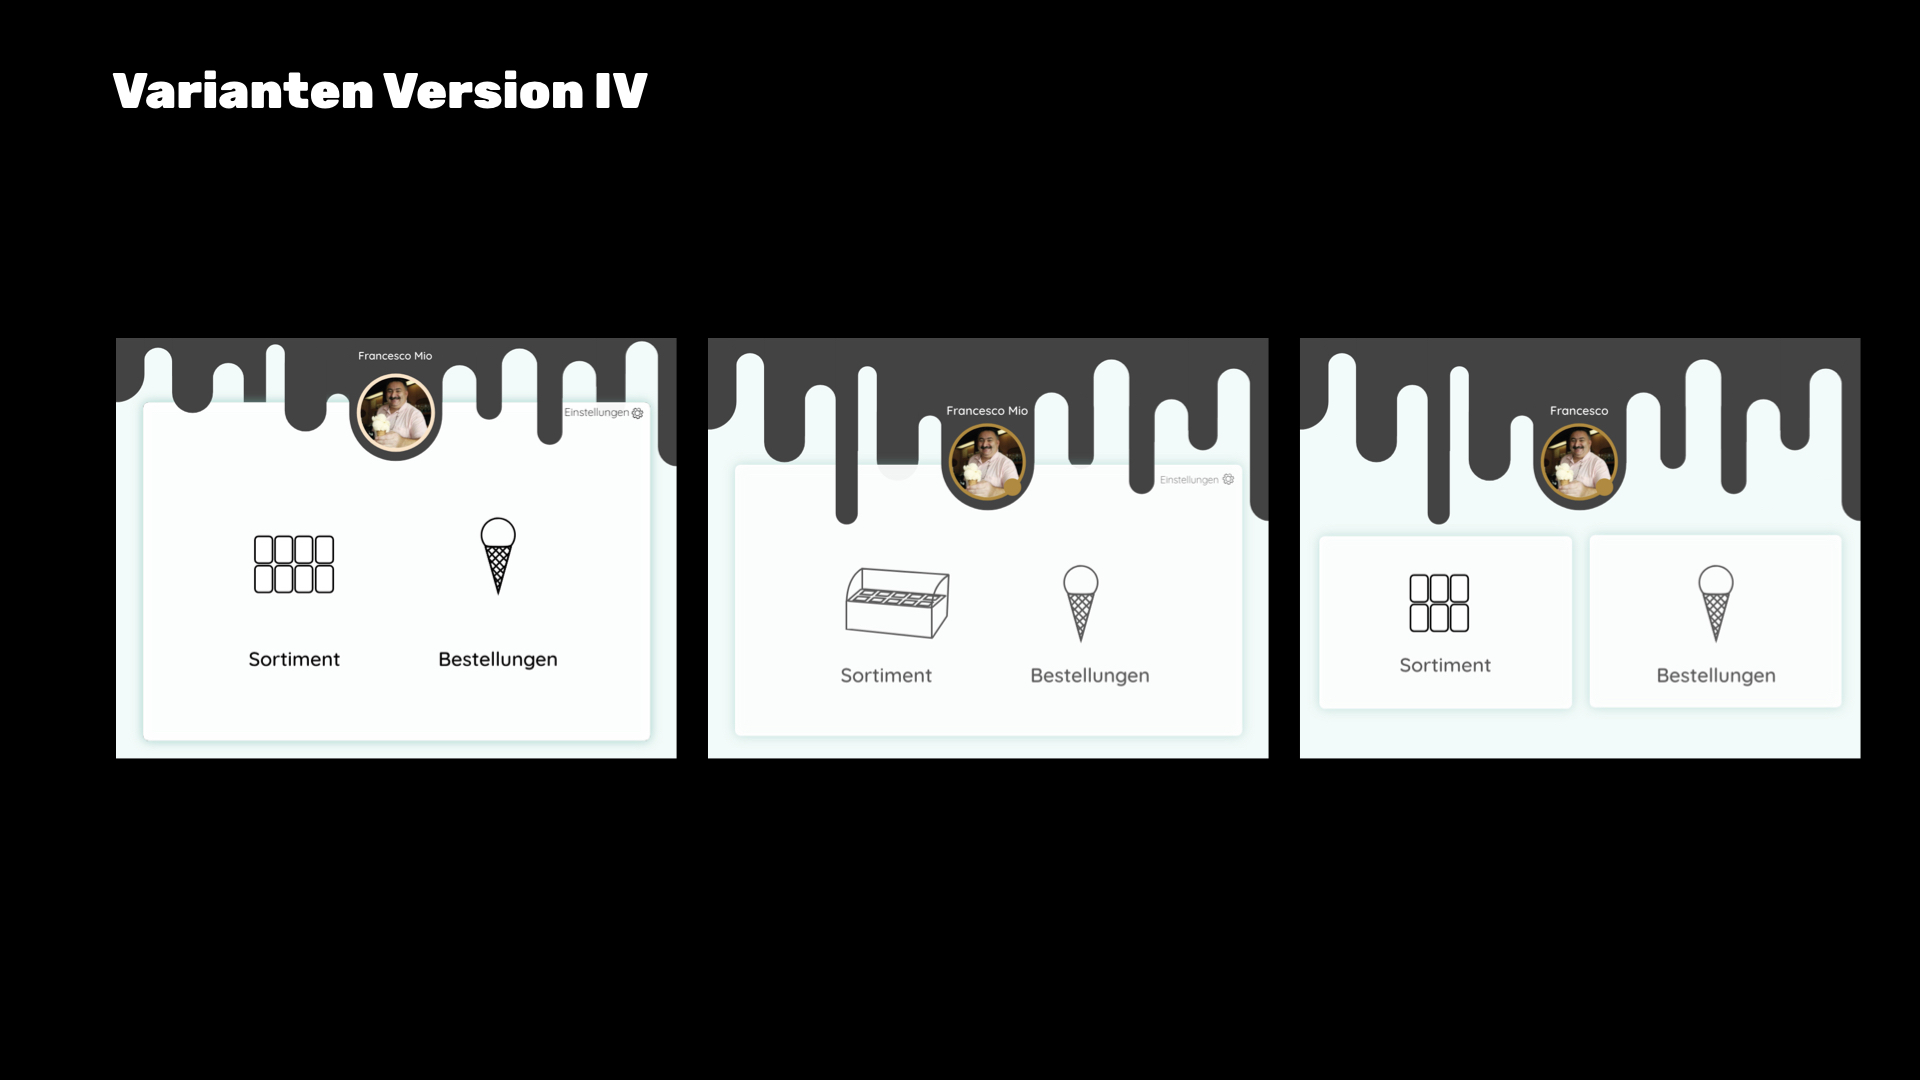 Varianten Version IV
Francesco Mio
Einstellungen
Sortiment
Bestellungen
Francesco Mio
Einstellungen
Sortiment
Bestellungen
Francesco
Sortiment
Bestellungen